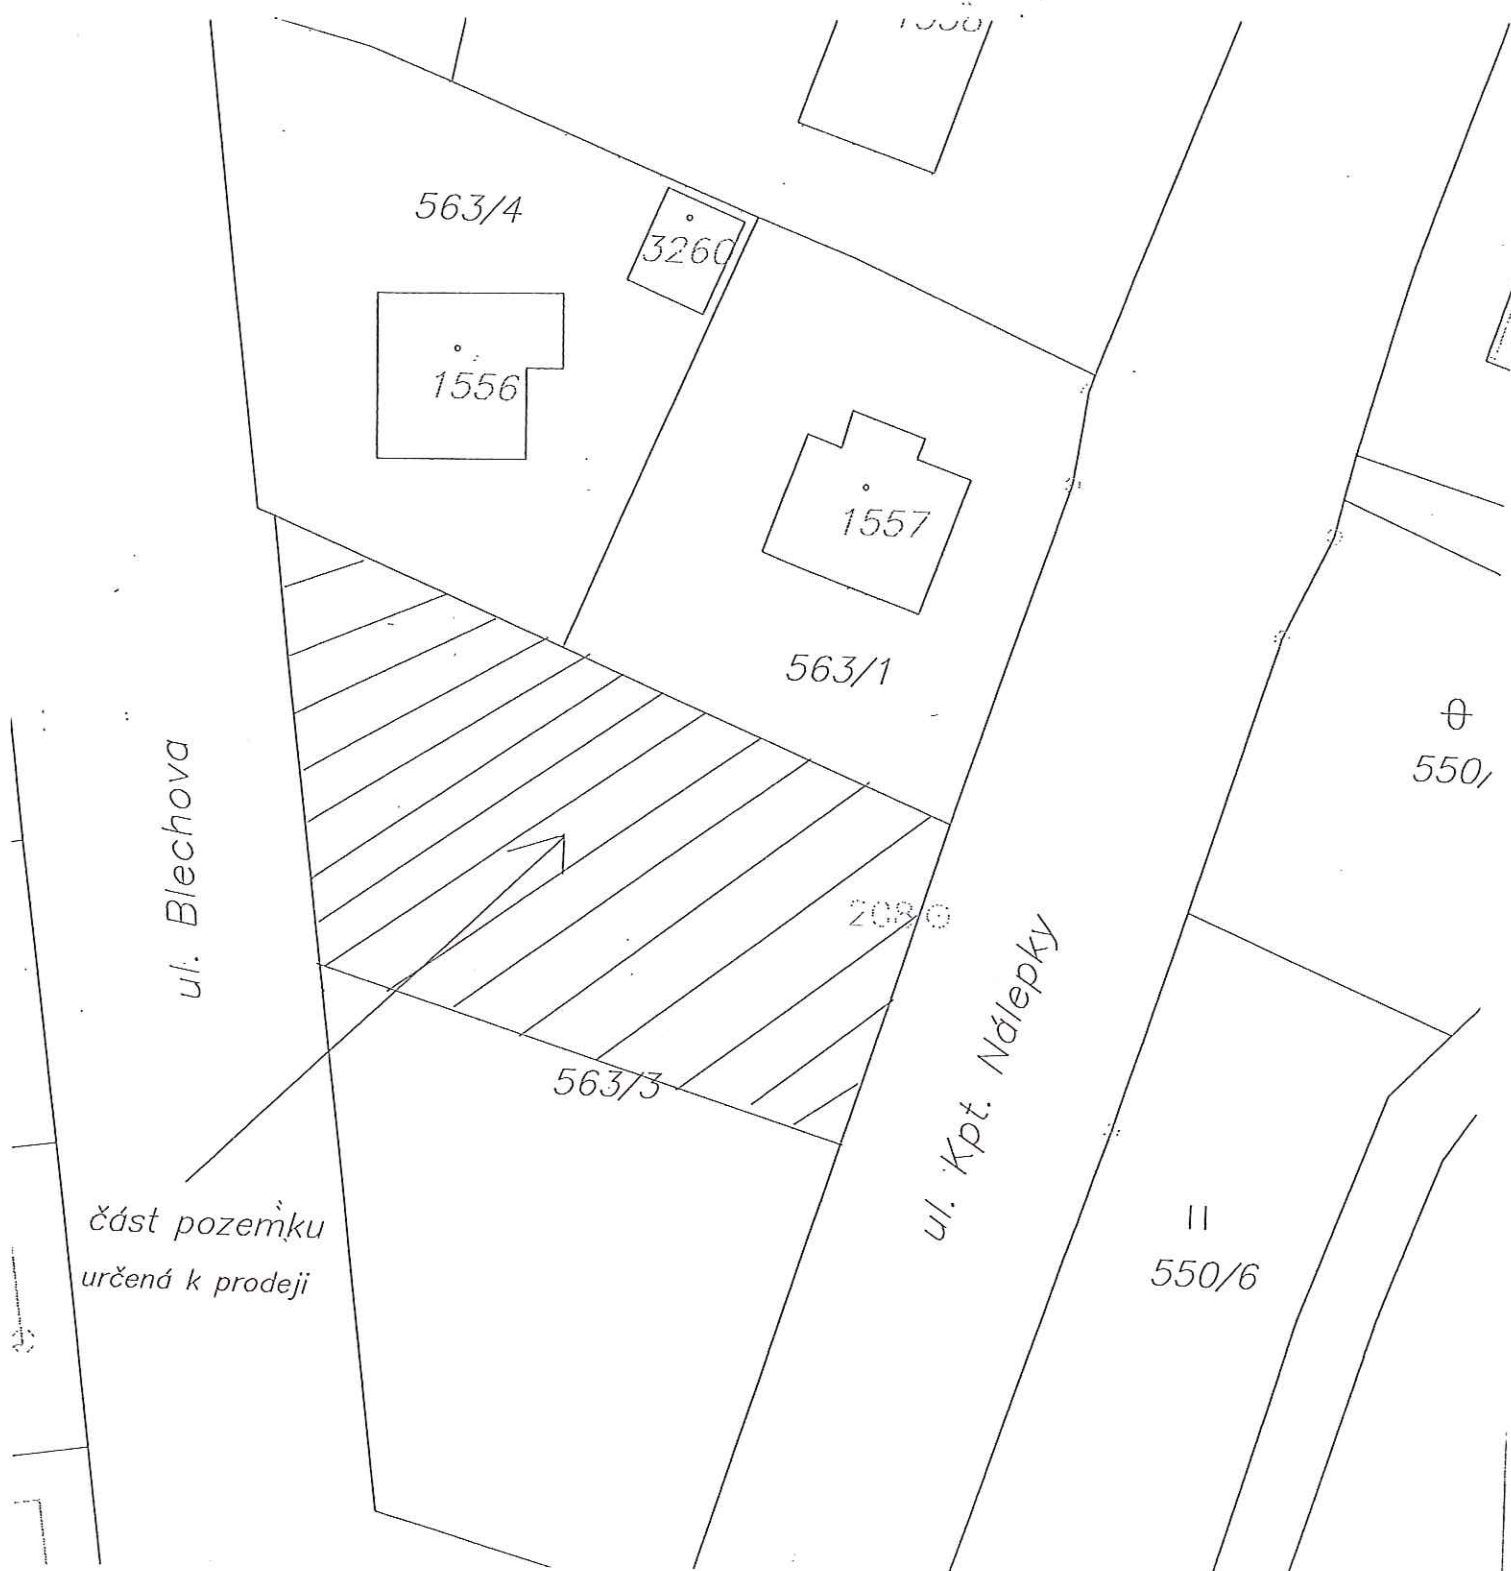 563/4
3260
1556
1557
563/1
550/
ul. Blechova
208
ul. Kpt. Nálepky
563/3
část pozemku
určená k prodeji
550/6